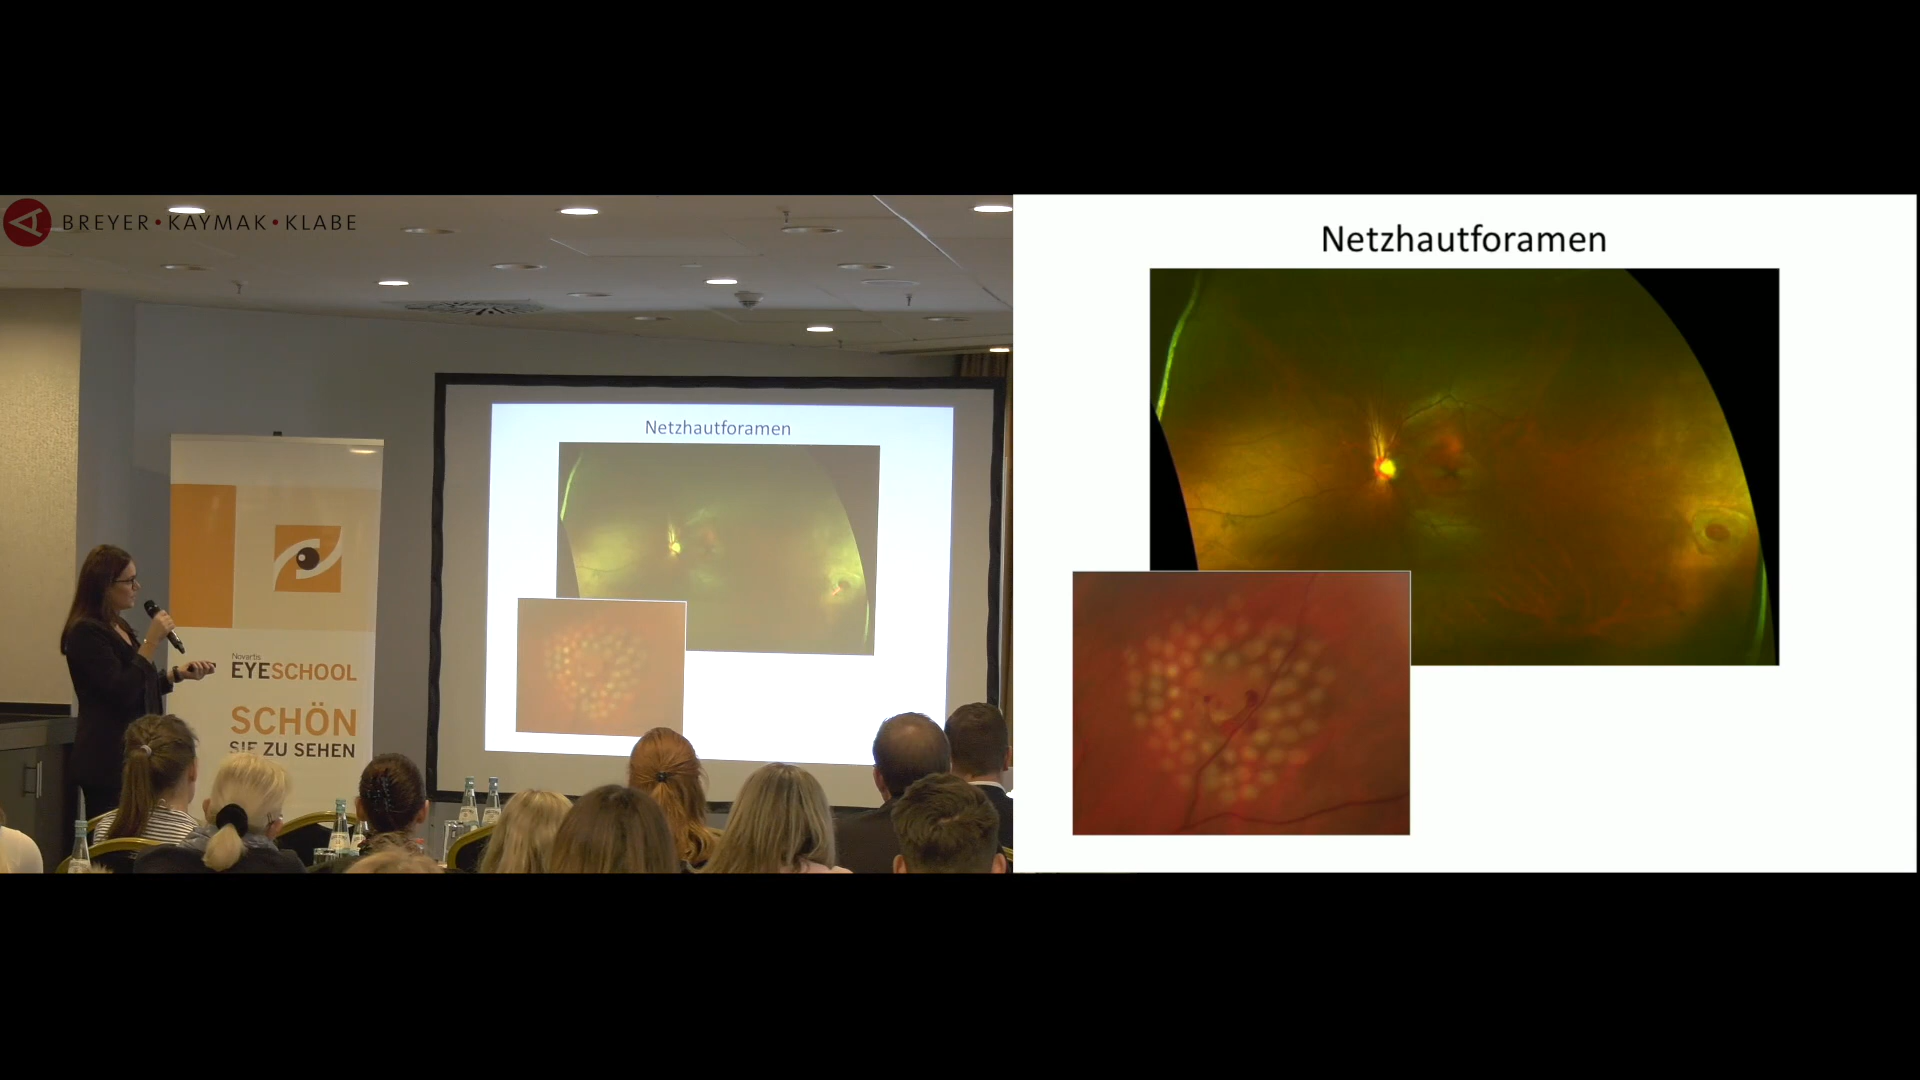 BREYER•KAYMAK•KLABE
Netzhautforamen
Novartis
EYESCHOOL
SCHÖN
SIE ZU SEHEN
Netzhautforamen